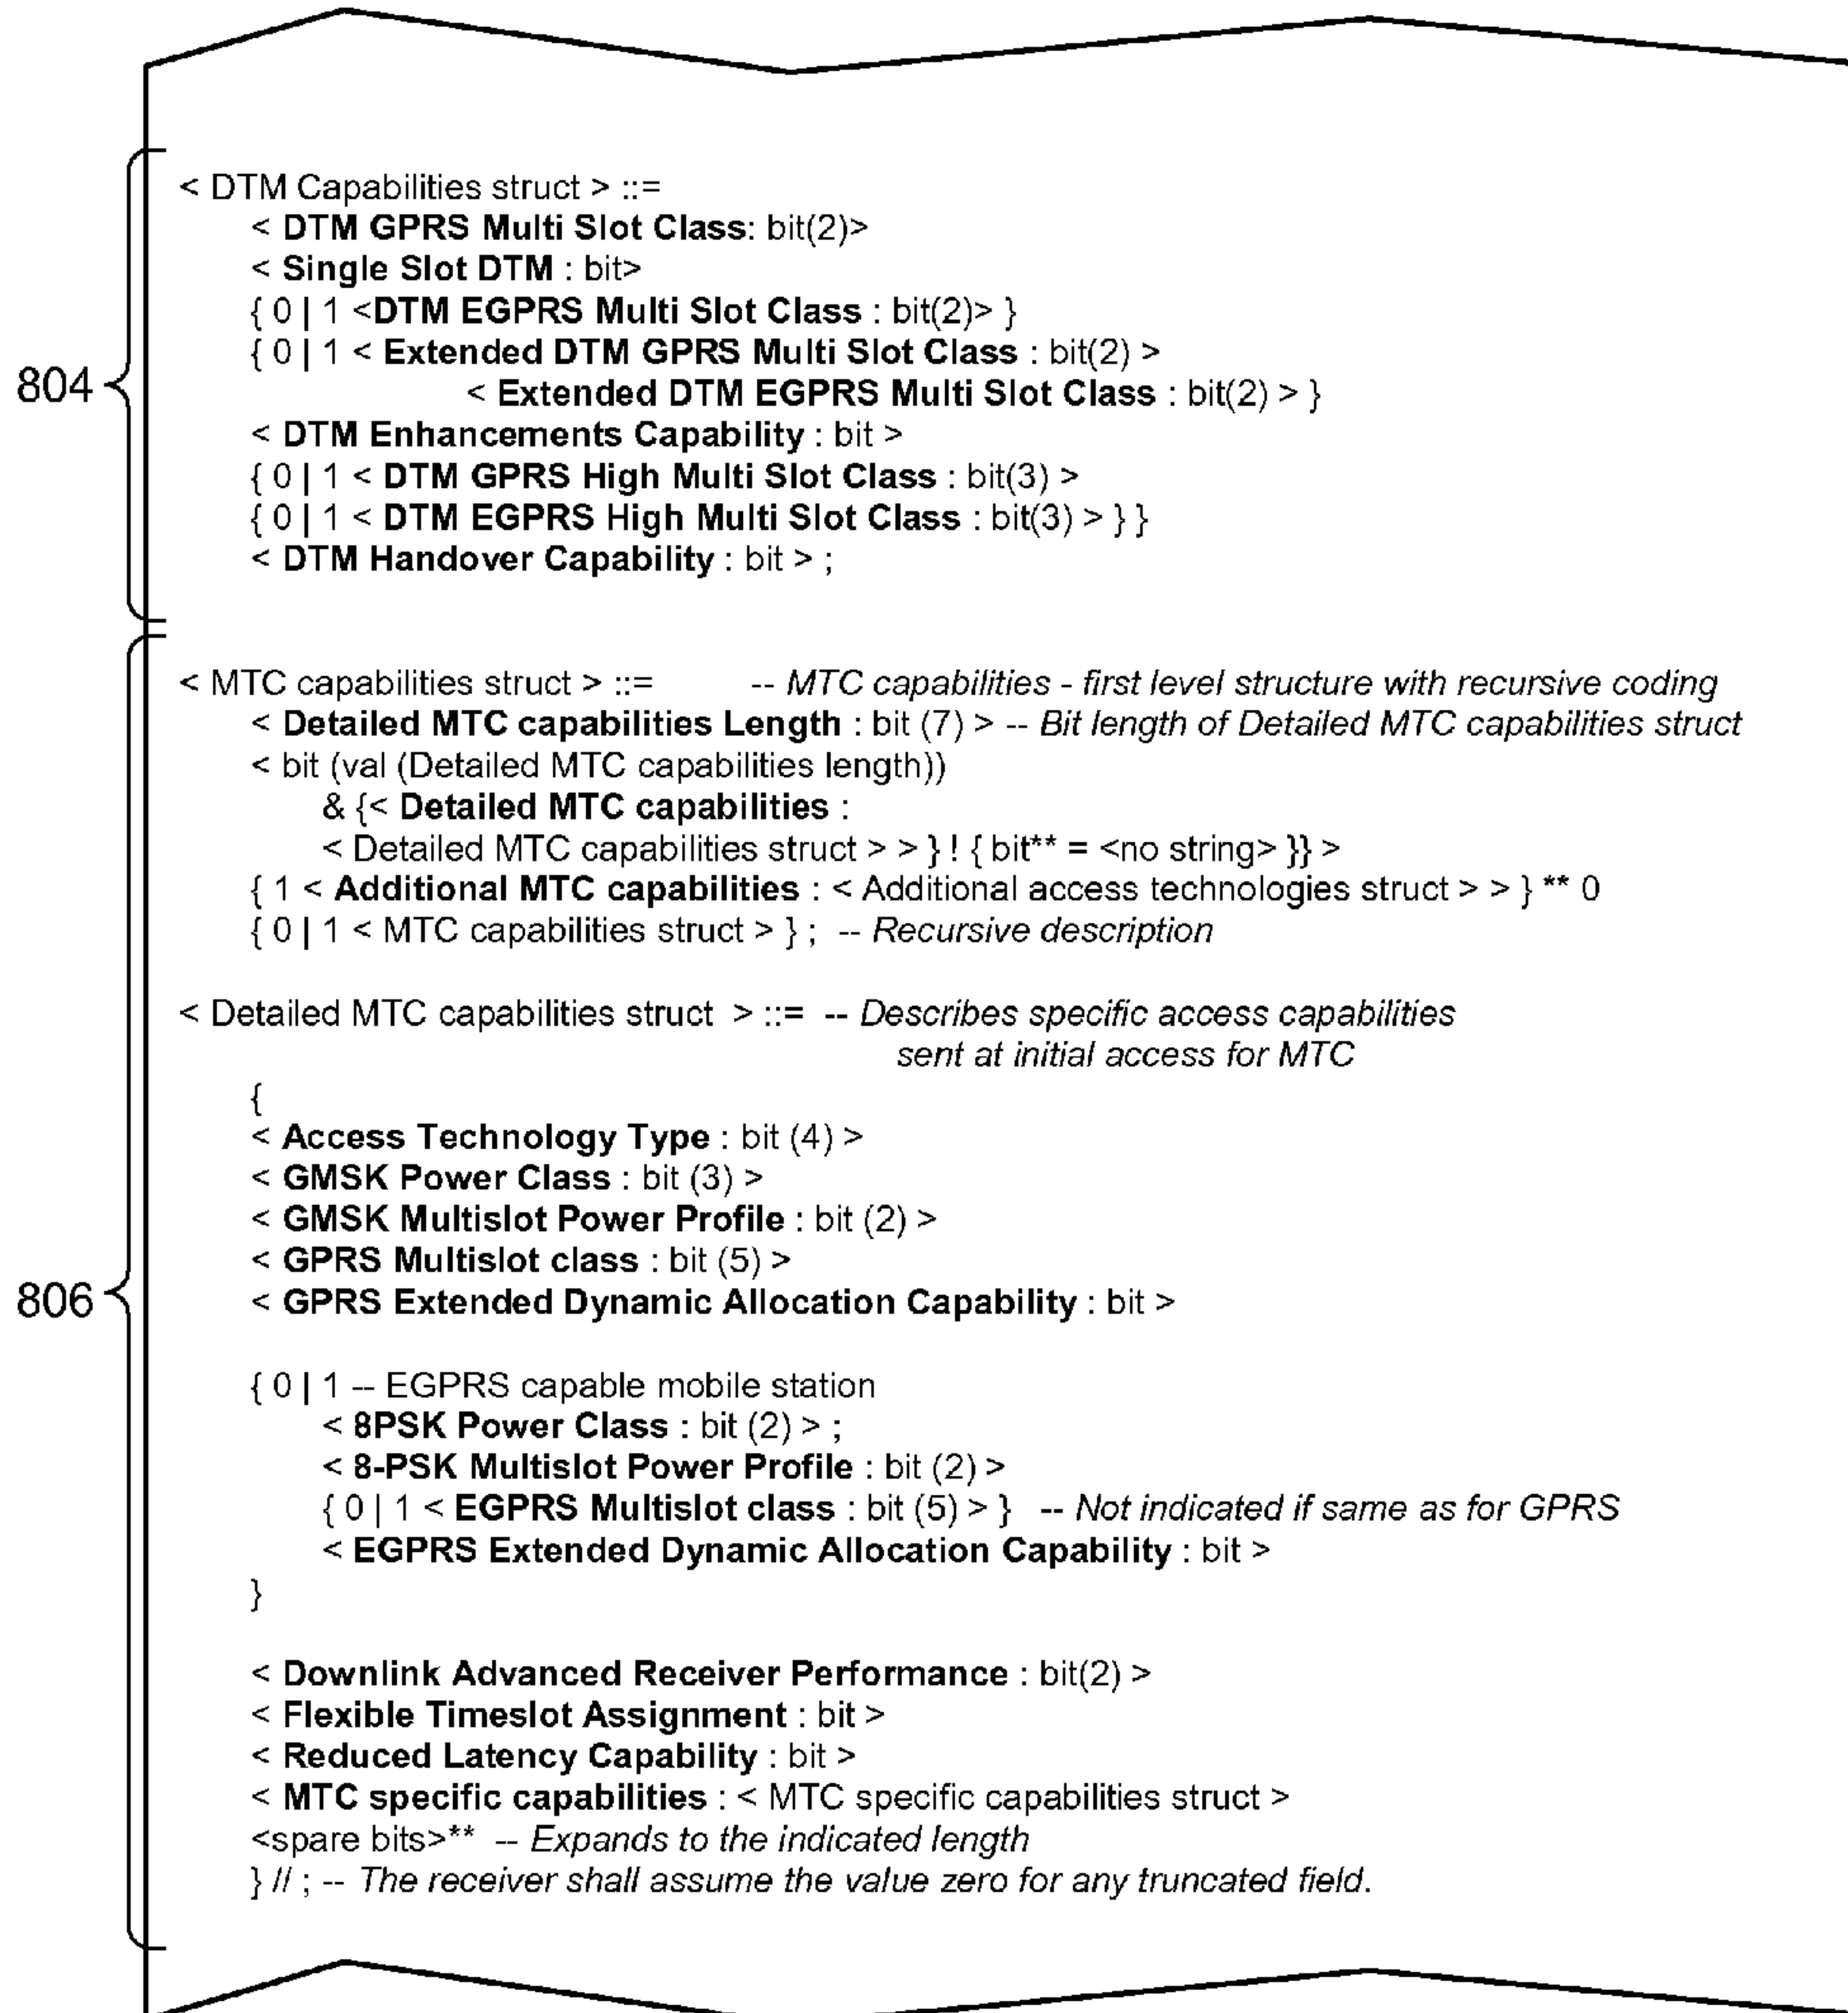 < DTM Capabilities struct > ::=
< DTM GPRS Multi Slot Class: bit(2)>
< Single Slot DTM : bit>
{ 0 | 1 <DTM EGPRS Multi Slot Class : bit(2)> }
{ 0 | 1 < Extended DTM GPRS Multi Slot Class : bit(2) >
804
< Extended DTM EGPRS Multi Slot Class : bit(2) > }
< DTM Enhancements Capability : bit >
{ 0 | 1 < DTM GPRS High Multi Slot Class : bit(3) >
{ 0 | 1 < DTM EGPRS High Multi Slot Class : bit(3) > } }
< DTM Handover Capability : bit > ;
< MTC capabilities struct > ::= -- MTC capabilities - first level structure with recursive coding
< Detailed MTC capabilities Length : bit (7) > -- Bit length of Detailed MTC capabilities struct
< bit (val (Detailed MTC capabilities length))
& {< Detailed MTC capabilities :
< Detailed MTC capabilities struct > > } ! { bit** = <no string> }} >
{ 1 < Additional MTC capabilities : < Additional access technologies struct > > } ** 0
{ 0 | 1 < MTC capabilities struct > } ; -- Recursive description
< Detailed MTC capabilities struct > ::= -- Describes specific access capabilities
sent at initial access for MTC
{
< Access Technology Type : bit (4) >
< GMSK Power Class : bit (3) >
< GMSK Multislot Power Profile : bit (2) >
< GPRS Multislot class : bit (5) >
806
< GPRS Extended Dynamic Allocation Capability : bit >
{ 0 | 1 -- EGPRS capable mobile station
< 8PSK Power Class : bit (2) > ;
< 8-PSK Multislot Power Profile : bit (2) >
{ 0 | 1 < EGPRS Multislot class : bit (5) > } -- Not indicated if same as for GPRS
< EGPRS Extended Dynamic Allocation Capability : bit >
}
< Downlink Advanced Receiver Performance : bit(2) >
< Flexible Timeslot Assignment : bit >
< Reduced Latency Capability : bit >
< MTC specific capabilities : < MTC specific capabilities struct >
<spare bits>** -- Expands to the indicated length
} // ; -- The receiver shall assume the value zero for any truncated field.